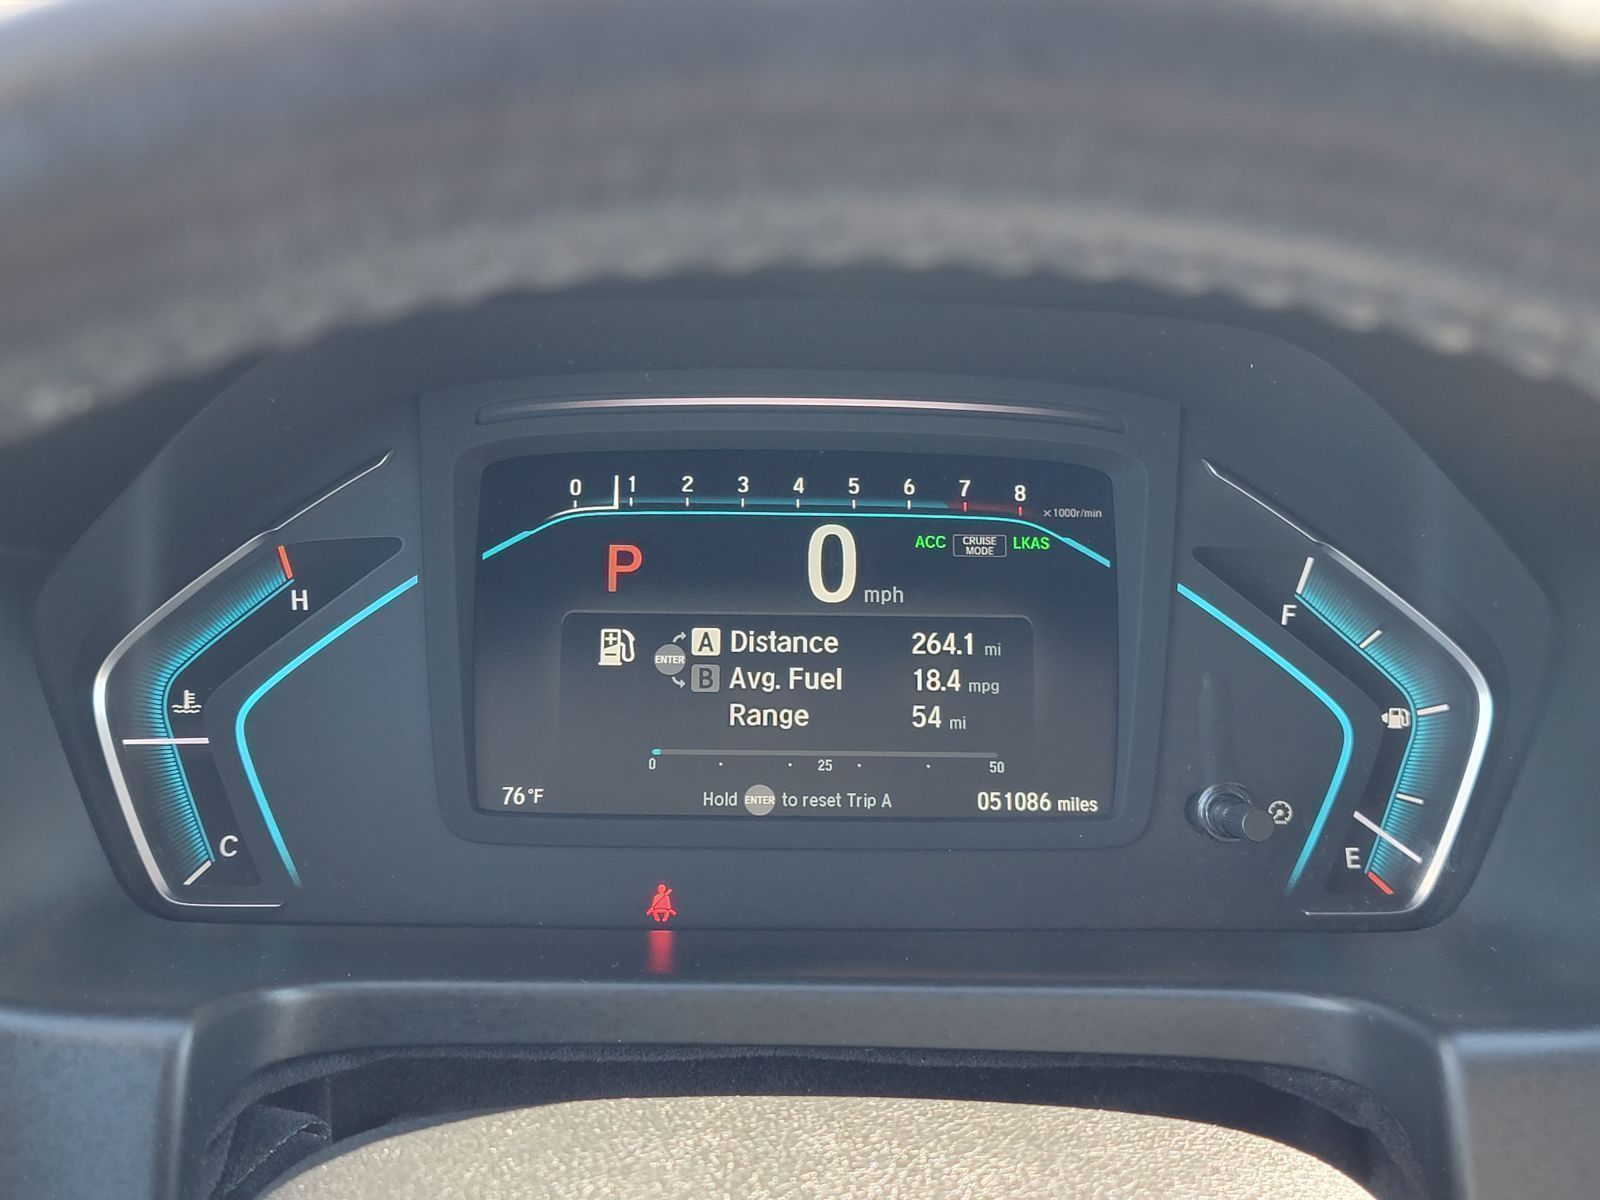 0 1 2 3 4 5 6 7 8
×1000r/min
P 0 mph
ACC CRUISE MODE LKAS
H
F
ENTER
A Distance 264.1 mi
B Avg. Fuel 18.4 mpg
Range 54 mi
0 25 50
76°F
Hold ENTER to reset Trip A
051086 miles
C
E